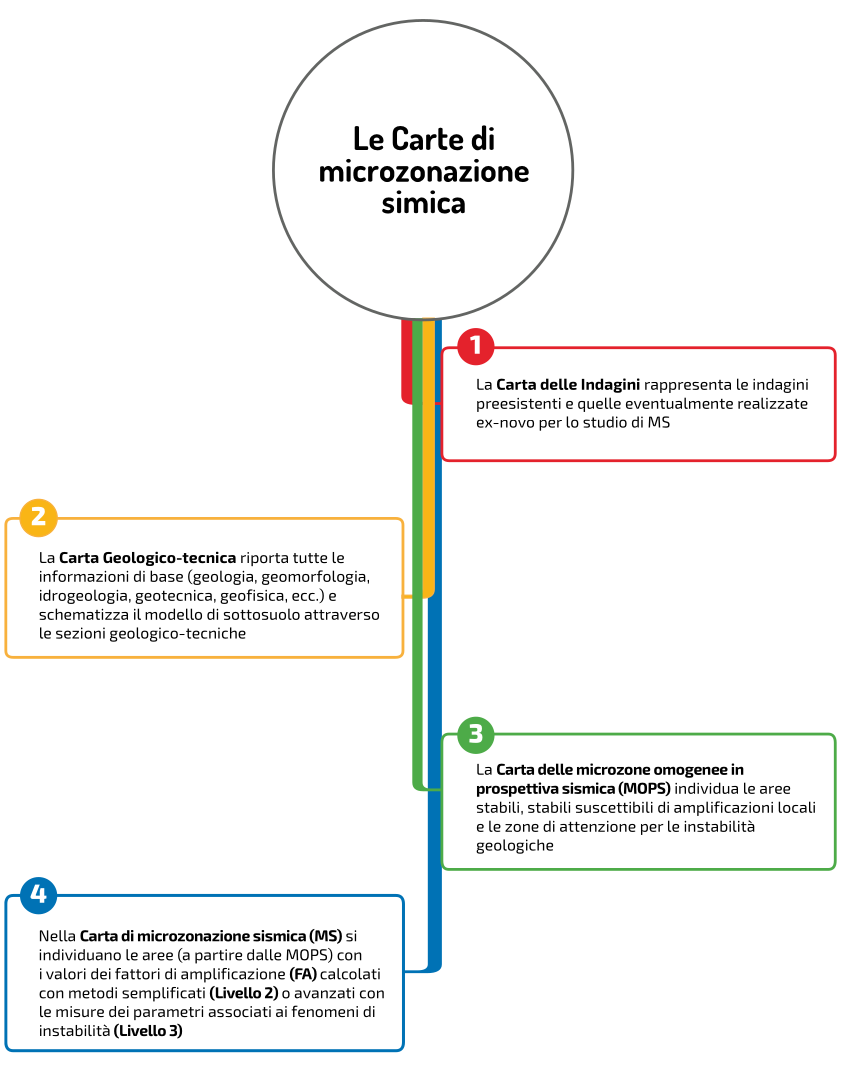 Le Carte di
microzonazione
simica
1
La Carta delle Indagini rappresenta le indagini
preesistenti e quelle eventualmente realizzate
ex-novo per lo studio di MS
2
La Carta Geologico-tecnica riporta tutte le
informazioni di base (geologia, geomorfologia,
idrogeologia, geotecnica, geofisica, ecc.) e
schematizza il modello di sottosuolo attraverso
le sezioni geologico-tecniche
3
La Carta delle microzone omogenee in
prospettiva sismica (MOPS) individua le aree
stabili, stabili suscettibili di amplificazioni locali
e le zone di attenzione per le instabilità
geologiche
4
Nella Carta di microzonazione sismica (MS) si
individuano le aree (a partire dalle MOPS) con
i valori dei fattori di amplificazione (FA) calcolati
con metodi semplificati (Livello 2) o avanzati con
le misure dei parametri associati ai fenomeni di
instabilità (Livello 3)